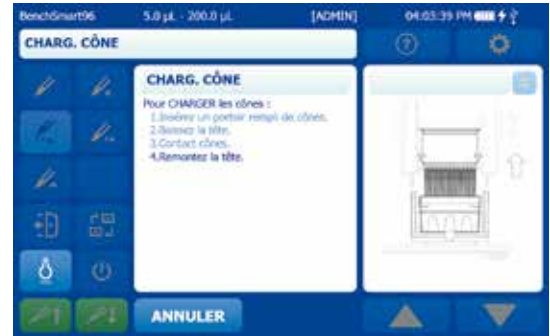 BenchSmart96 5.0 µL - 200.0 µL [ADMIN] 04:03:39 PM
CHARG. CÔNE
CHARG. CÔNE
Pour CHARGER les cônes :
1.Insérez un portoir rempli de cônes.
2.Baissez la tête.
3.Contact cônes.
4.Remontez la tête.
ANNULER